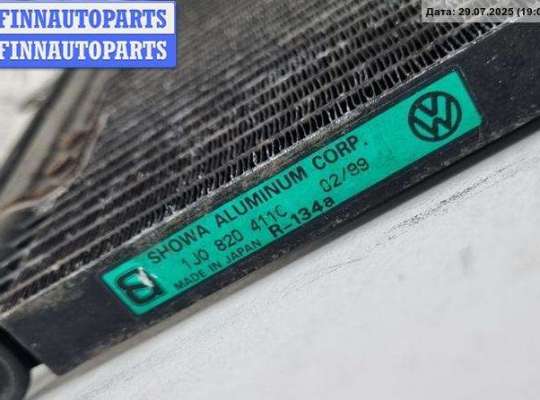 FINNAUTOPARTS
FINNAUTOPARTS
Дата: 29.07.2025 (19:0
SHOWA ALUMINUM CORP.
1J0 820 411C 02/99
MADE IN JAPAN R-134a